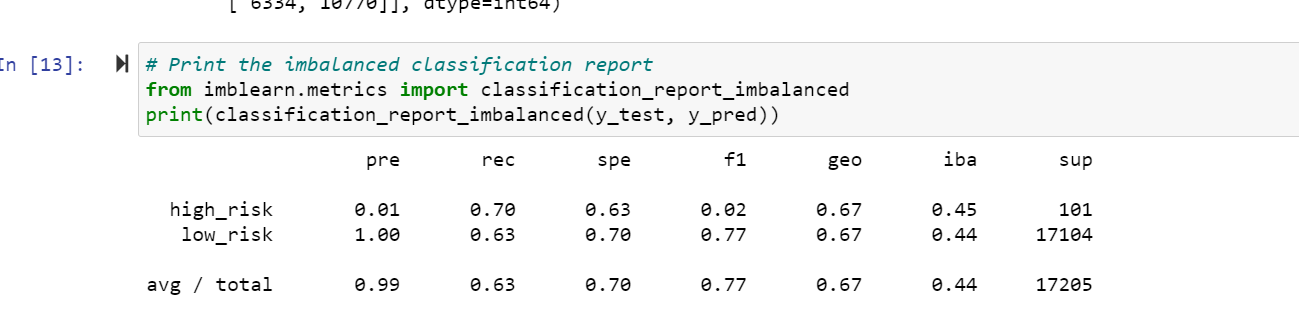 [ 6334, 10770]], dtype=int64)
In [13]:
# Print the imbalanced classification report
from imblearn.metrics import classification_report_imbalanced
print(classification_report_imbalanced(y_test, y_pred))
pre rec spe f1 geo iba sup
high_risk 0.01 0.70 0.63 0.02 0.67 0.45 101
low_risk 1.00 0.63 0.70 0.77 0.67 0.44 17104
avg / total 0.99 0.63 0.70 0.77 0.67 0.44 17205